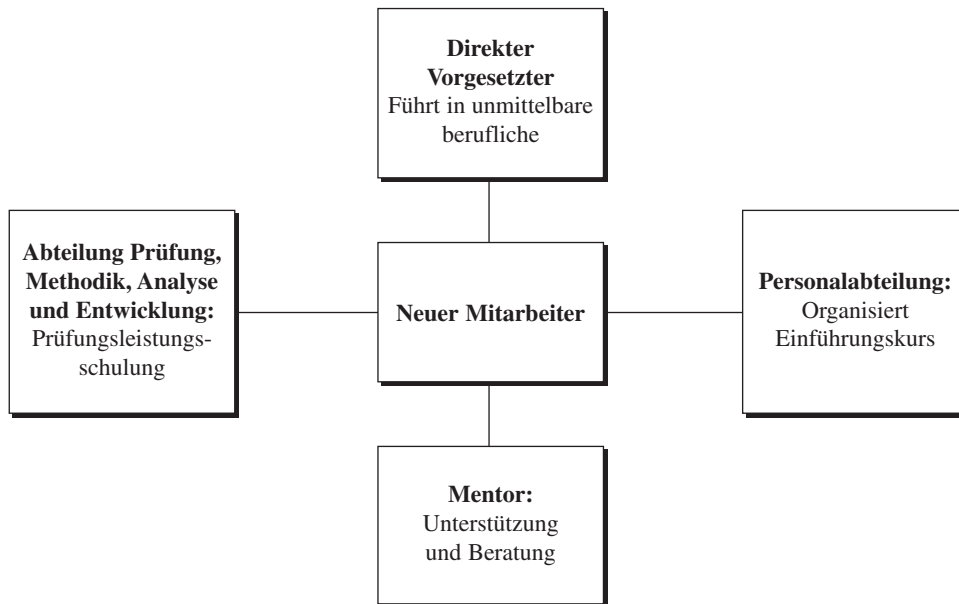 Direkter
Vorgesetzter
Führt in unmittelbare
berufliche
Abteilung Prüfung,
Methodik, Analyse
und Entwicklung:
Prüfungsleistungs-
schulung
Neuer Mitarbeiter
Personalabteilung:
Organisiert
Einführungskurs
Mentor:
Unterstützung
und Beratung